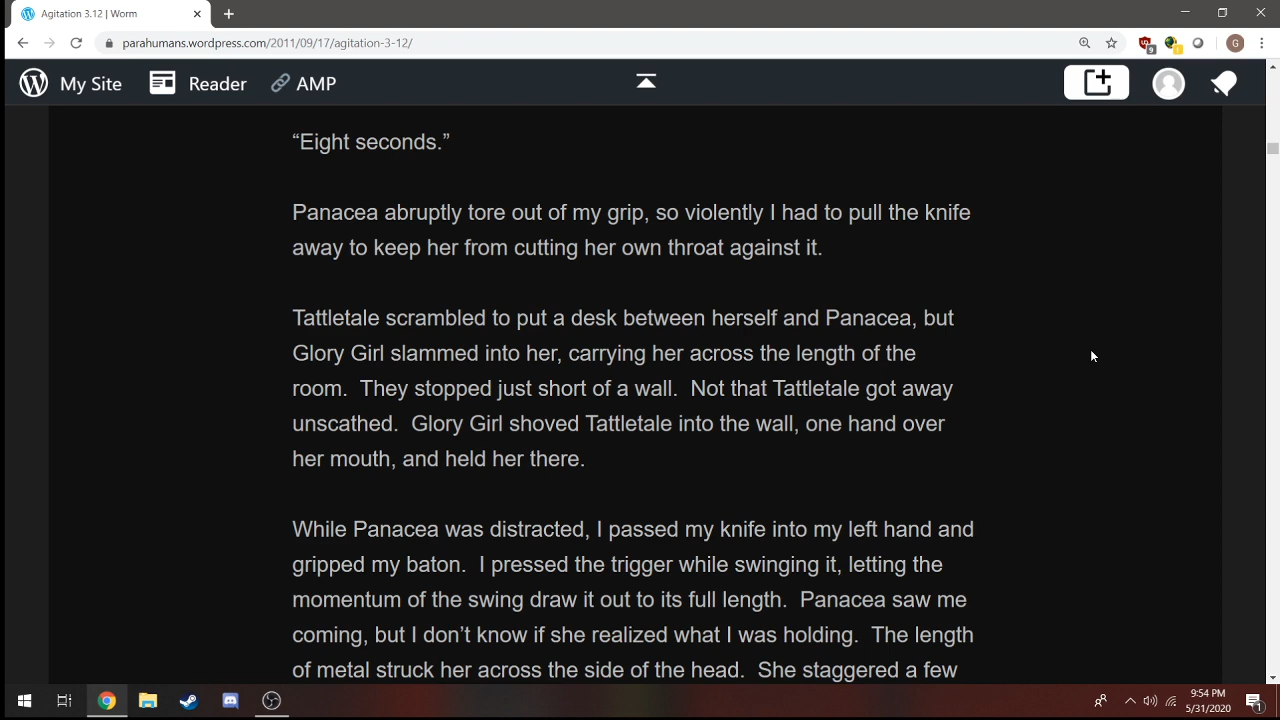 Agitation 3.12 | Worm
parahumans.wordpress.com/2011/09/17/agitation-3-12/
9
1
G
My Site
Reader
AMP
“Eight seconds.”
Panacea abruptly tore out of my grip, so violently I had to pull the knife
away to keep her from cutting her own throat against it.
Tattletale scrambled to put a desk between herself and Panacea, but
Glory Girl slammed into her, carrying her across the length of the
room.  They stopped just short of a wall.  Not that Tattletale got away
unscathed.  Glory Girl shoved Tattletale into the wall, one hand over
her mouth, and held her there.
While Panacea was distracted, I passed my knife into my left hand and
gripped my baton.  I pressed the trigger while swinging it, letting the
momentum of the swing draw it out to its full length.  Panacea saw me
coming, but I don’t know if she realized what I was holding.  The length
of metal struck her across the side of the head.  She staggered a few
9:54 PM
5/31/2020
1